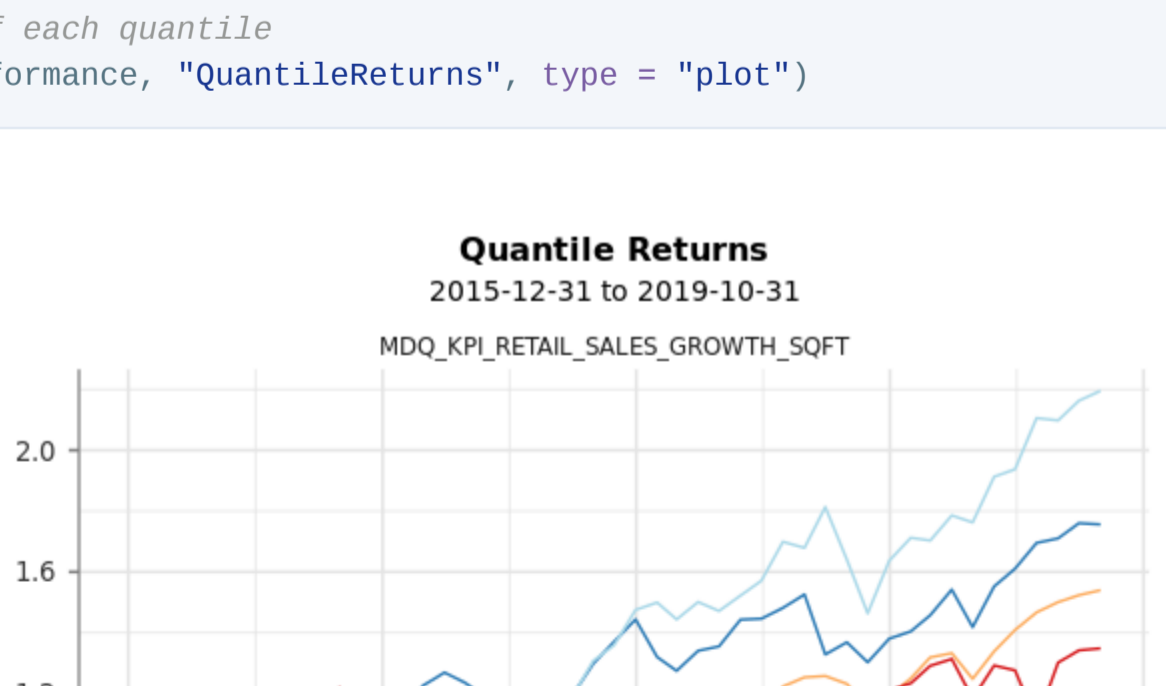 each quantile
formance, "QuantileReturns", type = "plot")
Quantile Returns
2015-12-31 to 2019-10-31
MDQ_KPI_RETAIL_SALES_GROWTH_SQFT
2.0
1.6